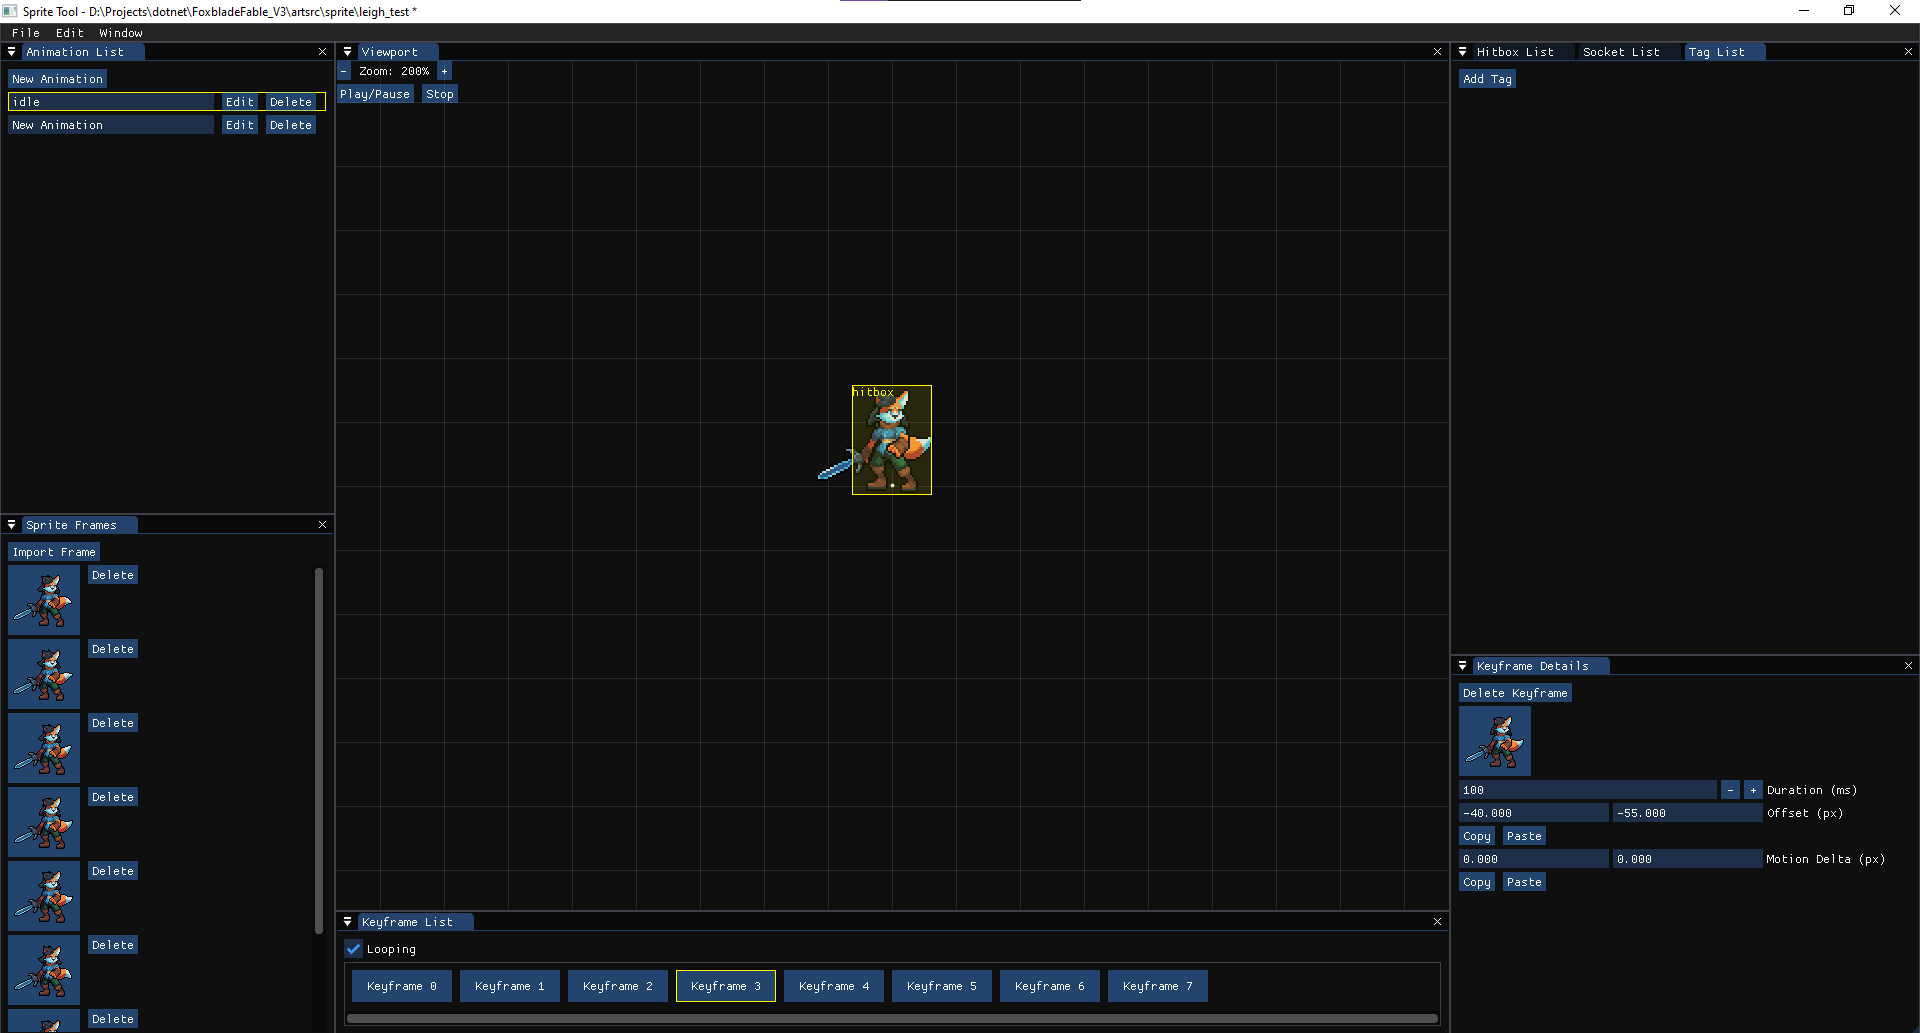 Sprite Tool - D:\Projects\dotnet\FoxbladeFable_V3\artsrc\sprite\leigh_test *
File Edit Window
Animation List
New Animation
idle Edit Delete
New Animation Edit Delete
Sprite Frames
Import Frame
Delete
Delete
Delete
Delete
Delete
Delete
Delete
Viewport
- Zoom: 200% +
Play/Pause Stop
hitbox
Keyframe List
Looping
Keyframe 0 Keyframe 1 Keyframe 2 Keyframe 3 Keyframe 4 Keyframe 5 Keyframe 6 Keyframe 7
Hitbox List Socket List Tag List
Add Tag
Keyframe Details
Delete Keyframe
100 - + Duration (ms)
-40.000 -55.000 Offset (px)
Copy Paste
0.000 0.000 Motion Delta (px)
Copy Paste